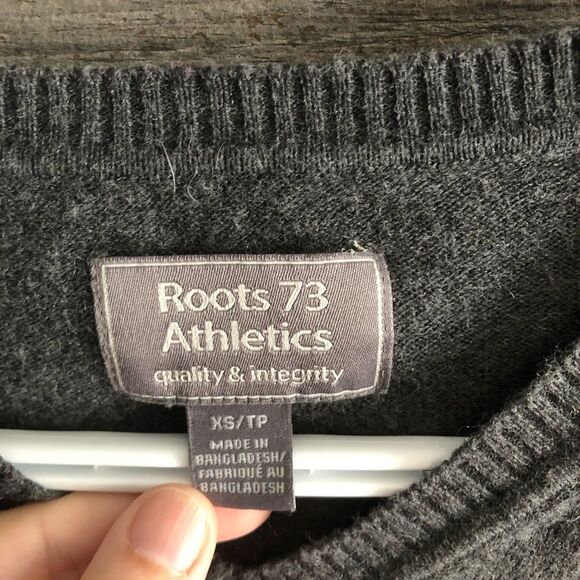 Roots 73
Athletics
quality & integrity
XS/TP
MADE IN
BANGLADESH/
FABRIQUÉ AU
BANGLADESH